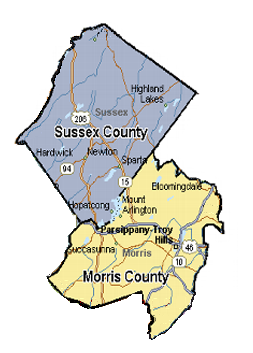 Highland
Lakes
Sussex
206
Sussex County
Hardwick
Newton
Sparta
94
15
Bloomingdale
Hopatcong
Mount
Arlington
Parsippany-Troy
Hills
46
Succasunna
Morris
10
Morris County